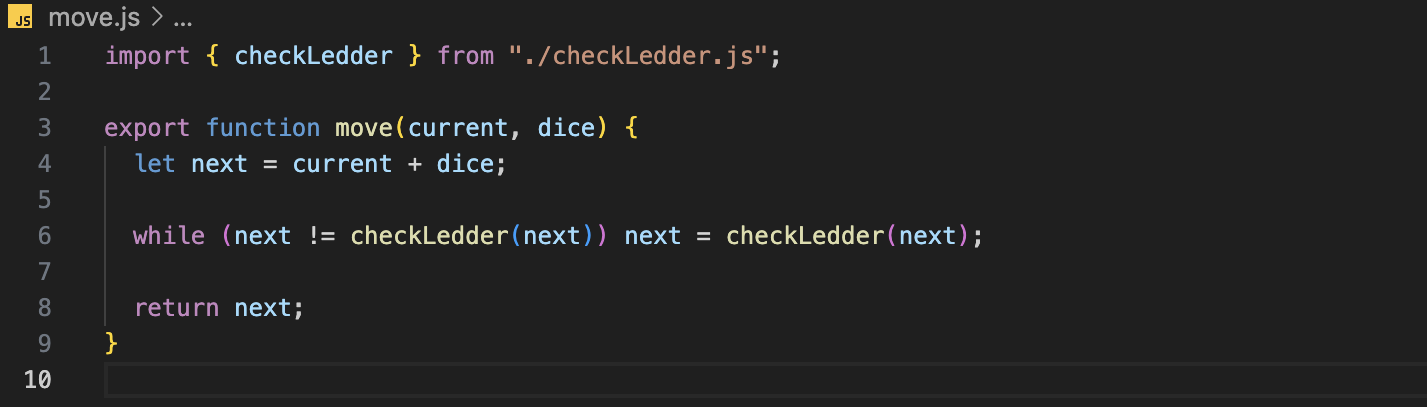 JS move.js > ...
1 import { checkLedder } from "./checkLedder.js";
2
3 export function move(current, dice) {
4   let next = current + dice;
5
6   while (next != checkLedder(next)) next = checkLedder(next);
7
8   return next;
9 }
10